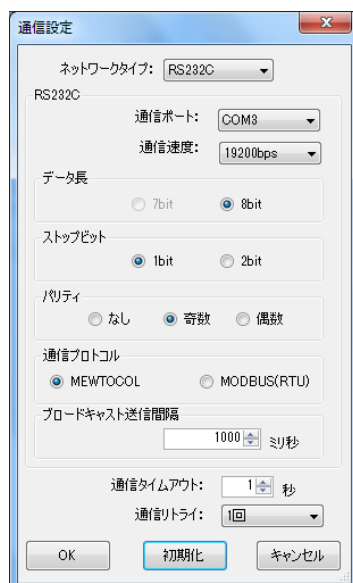 通信設定
ネットワークタイプ: RS232C
RS232C
通信ポート: COM3
通信速度: 19200bps
データ長
7bit 8bit
ストップビット
1bit 2bit
パリティ
なし 奇数 偶数
通信プロトコル
MEWTOCOL MODBUS(RTU)
ブロードキャスト送信間隔
1000 ミリ秒
通信タイムアウト: 1 秒
通信リトライ: 1回
OK 初期化 キャンセル